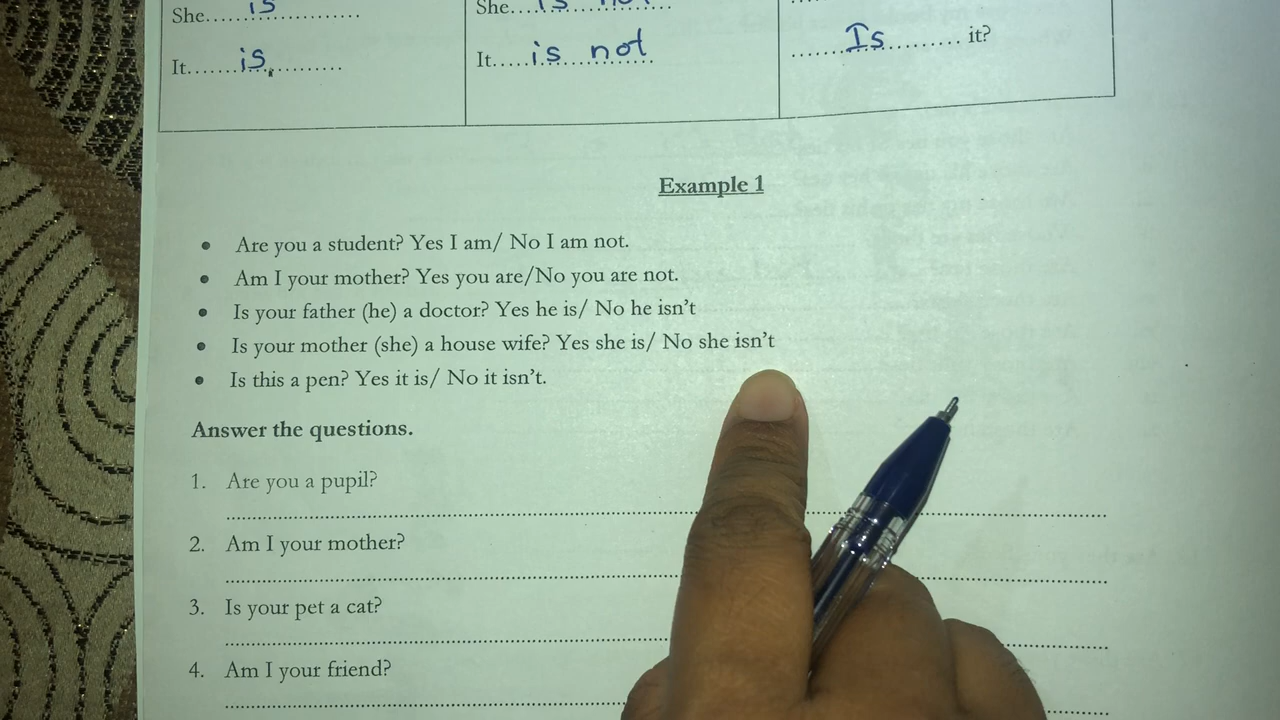 She.....is.....
She.....is not.....
It.....is.....
It.....is not.....
.....Is..... it?
Example 1
• Are you a student? Yes I am/ No I am not.
• Am I your mother? Yes you are/No you are not.
• Is your father (he) a doctor? Yes he is/ No he isn't
• Is your mother (she) a house wife? Yes she is/ No she isn't
• Is this a pen? Yes it is/ No it isn't.
Answer the questions.
1. Are you a pupil?
2. Am I your mother?
3. Is your pet a cat?
4. Am I your friend?